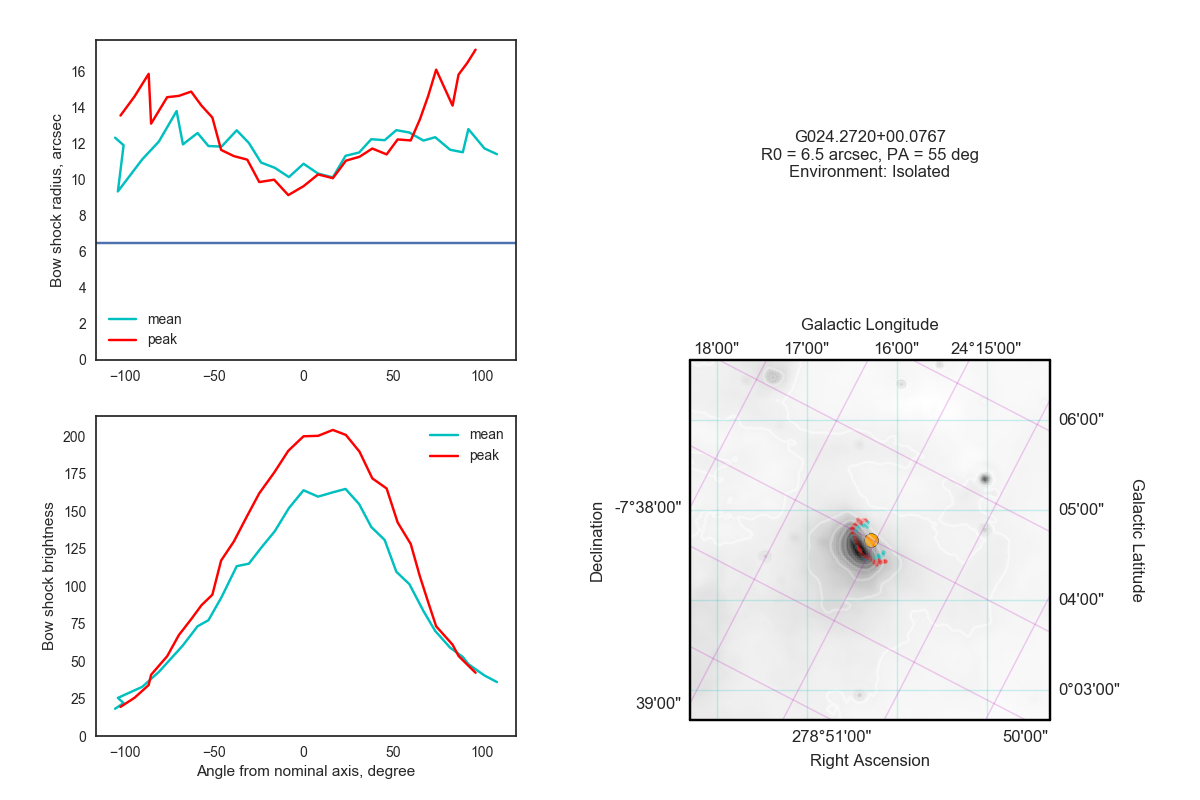 Bow shock radius, arcsec
16
14
12
10
8
6
4
2
0
mean
peak
−100
−50
0
50
100
G024.2720+00.0767
R0 = 6.5 arcsec, PA = 55 deg
Environment: Isolated
Bow shock brightness
200
175
150
125
100
75
50
25
0
mean
peak
−100
−50
0
50
100
Angle from nominal axis, degree
Galactic Longitude
18'00"
17'00"
16'00"
24°15'00"
06'00"
05'00"
04'00"
0°03'00"
Galactic Latitude
Declination
-7°38'00"
39'00"
278°51'00"
50'00"
Right Ascension